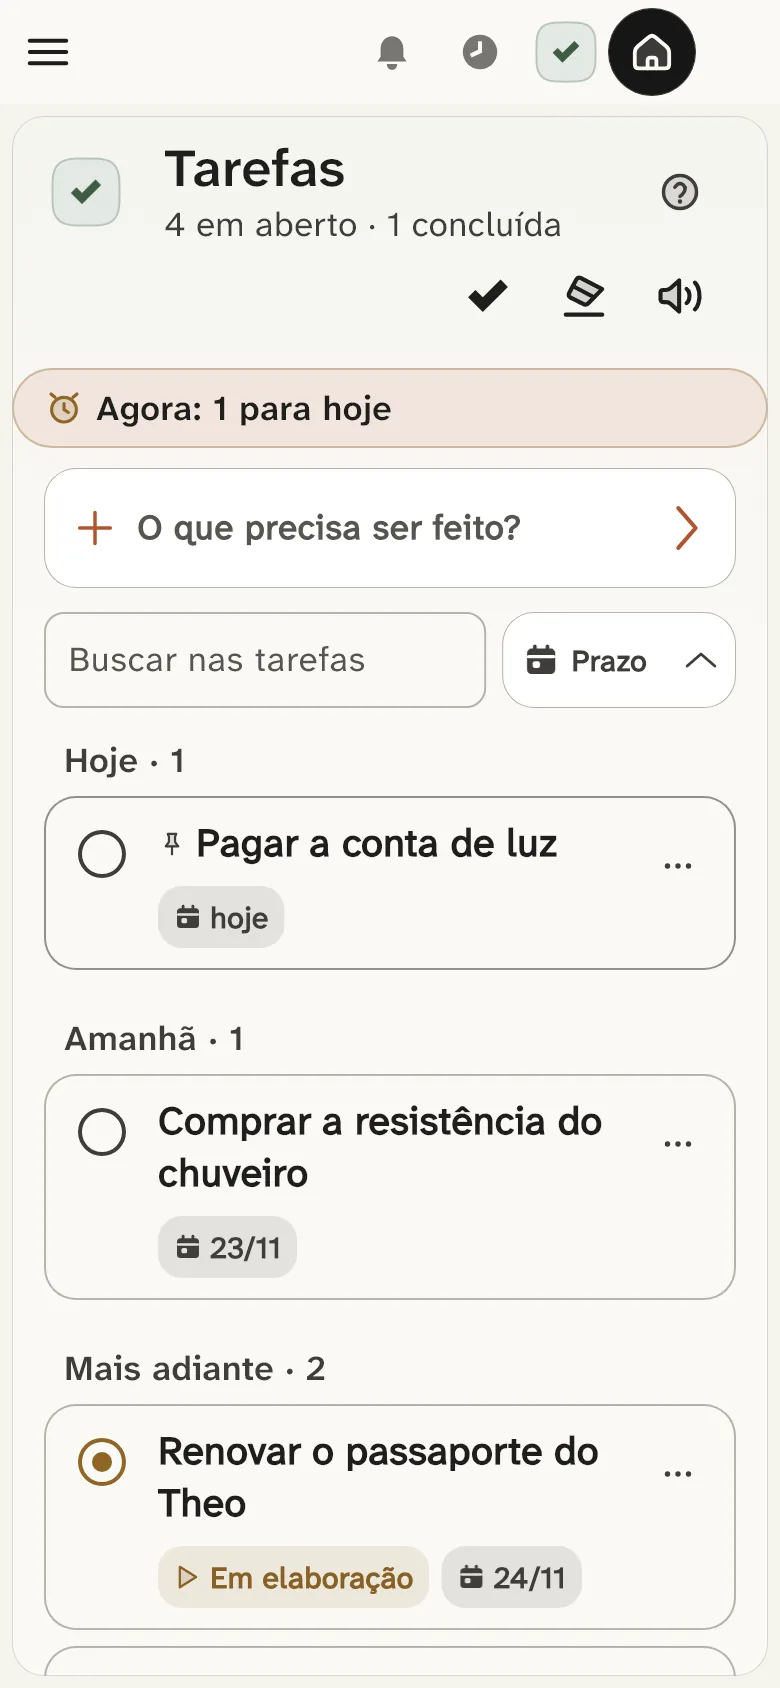 Tarefas
4 em aberto · 1 concluída
Agora: 1 para hoje
O que precisa ser feito?
Buscar nas tarefas
Prazo
Hoje · 1
Pagar a conta de luz
...
hoje
Amanhã · 1
Comprar a resistência do
chuveiro
...
23/11
Mais adiante · 2
Renovar o passaporte do
Theo
...
Em elaboração
24/11